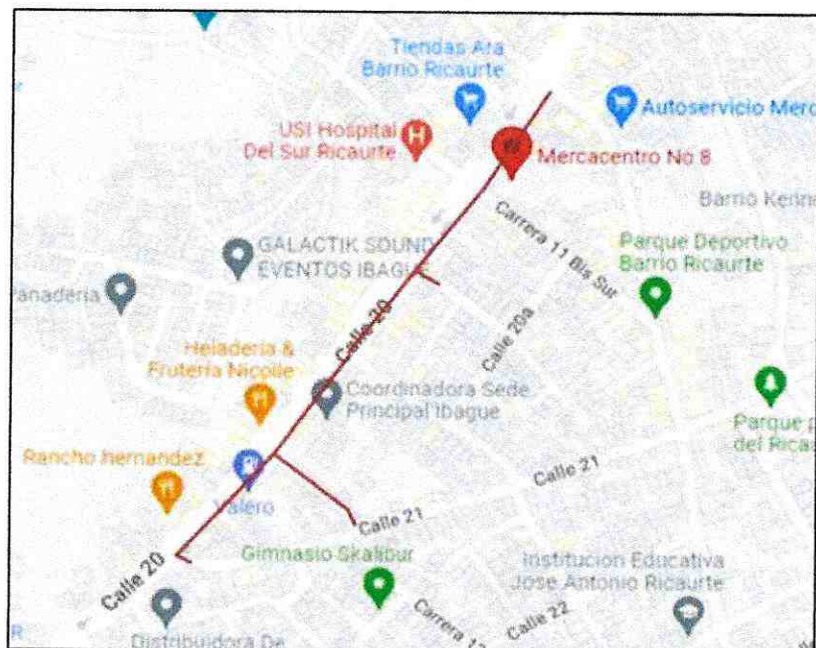 Tiendas Ara
Barrio Ricaurte
Autoservicio Merc
USI Hospital
Del Sur Ricaurte
Mercacentro No 8
Barrio Kenne
Carrera 11 Bis Sur
Parque Deportivo
Barrio Ricaurte
GALACTIK SOUND
EVENTOS IBAGUE
Panaderia
Calle 20
Calle 20a
Heladeria &
Fruteria Nicolle
Coordinadora Sede
Principal Ibague
Parque p
del Rica
Rancho hernandez
Valero
Calle 21
Calle 21
Calle 20
Gimnasio Skalibur
Institucion Educativa
Jose Antonio Ricaurte
Carrera 12
Calle 22
Distribuidora De